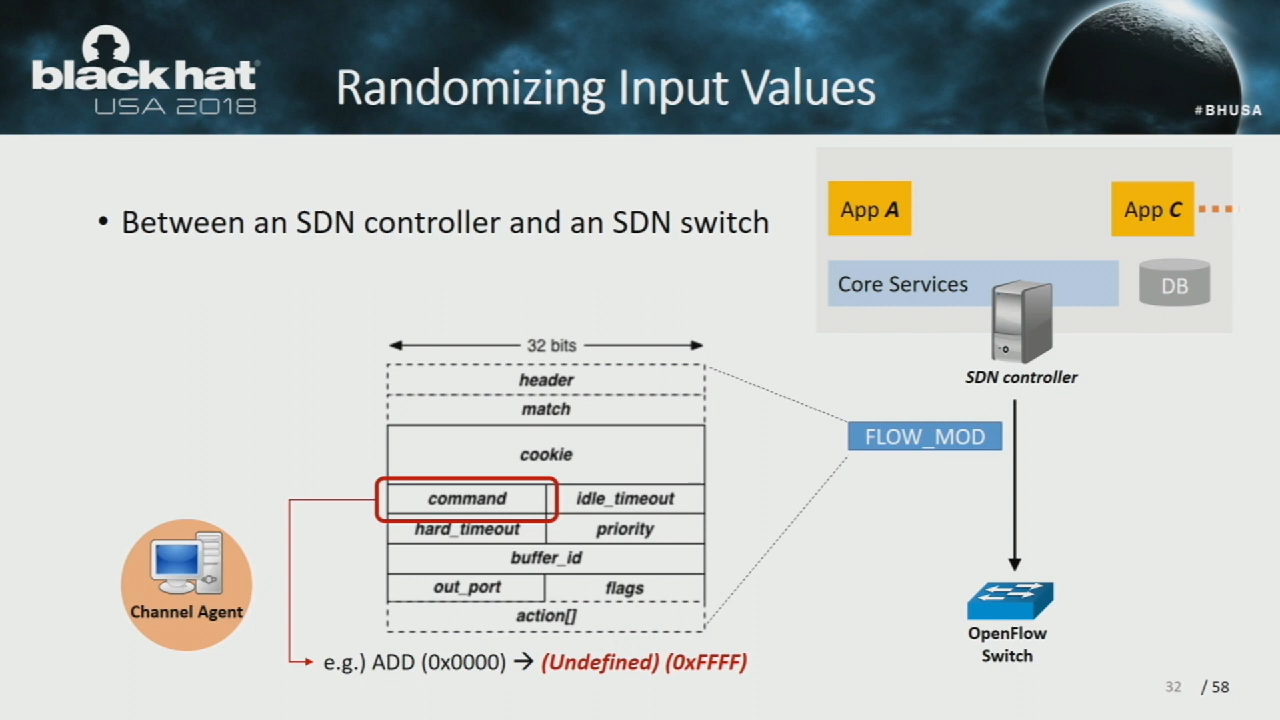 black hat
USA 2018
Randomizing Input Values
#BHUSA
• Between an SDN controller and an SDN switch
App A
App C
Core Services
DB
SDN controller
32 bits
header
match
cookie
command
idle_timeout
hard_timeout
priority
buffer_id
out_port
flags
action[]
FLOW_MOD
Channel Agent
OpenFlow
Switch
e.g.) ADD (0x0000) → (Undefined) (0xFFFF)
32 / 58